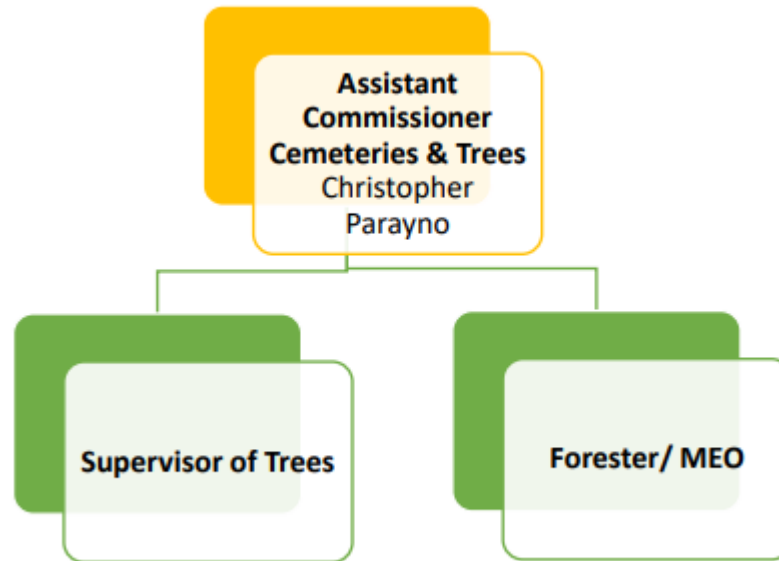 Assistant
Commissioner
Cemeteries & Trees
Christopher
Parayno
Supervisor of Trees
Forester/ MEO